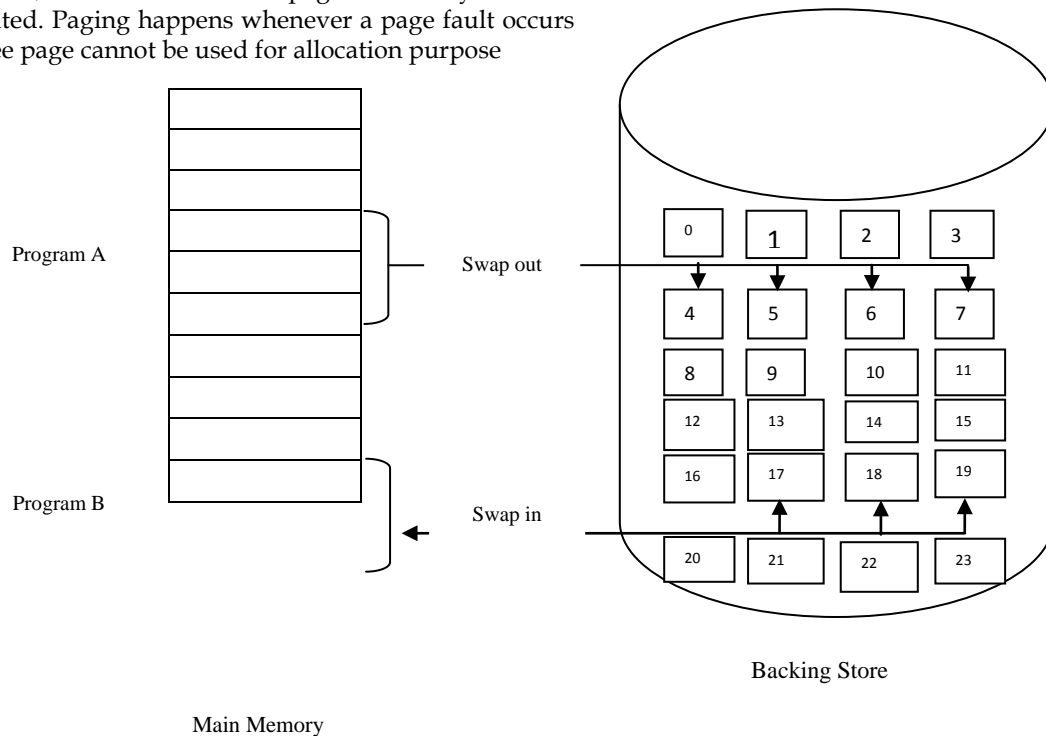 ted. Paging happens whenever a page fault occurs
page cannot be used for allocation purpose
Program A
Swap out
0 1 2 3
4 5 6 7
8 9 10 11
12 13 14 15
16 17 18 19
Program B
Swap in
20 21 22 23
Backing Store
Main Memory